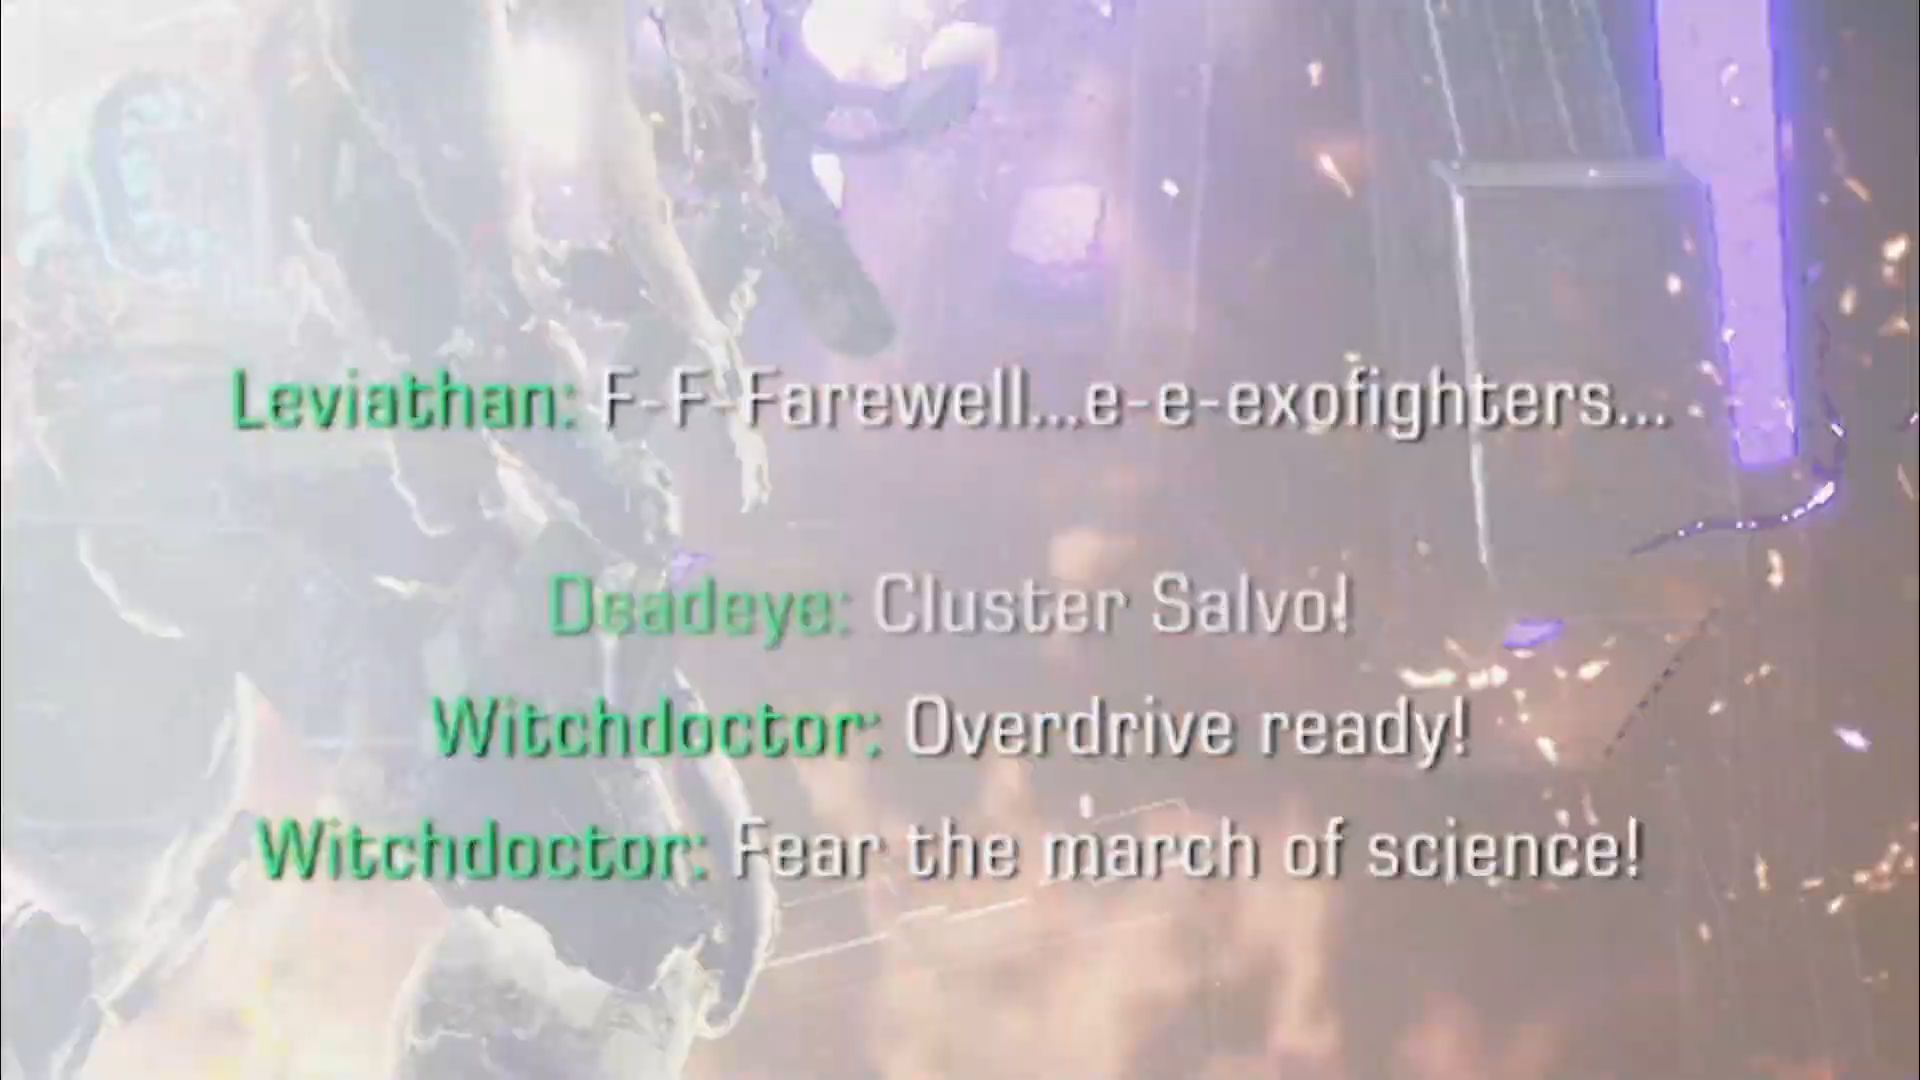 Leviathan: F-F-Farewell...e-e-exofighters...
Deadeye: Cluster Salvo!
Witchdoctor: Overdrive ready!
Witchdoctor: Fear the march of science!